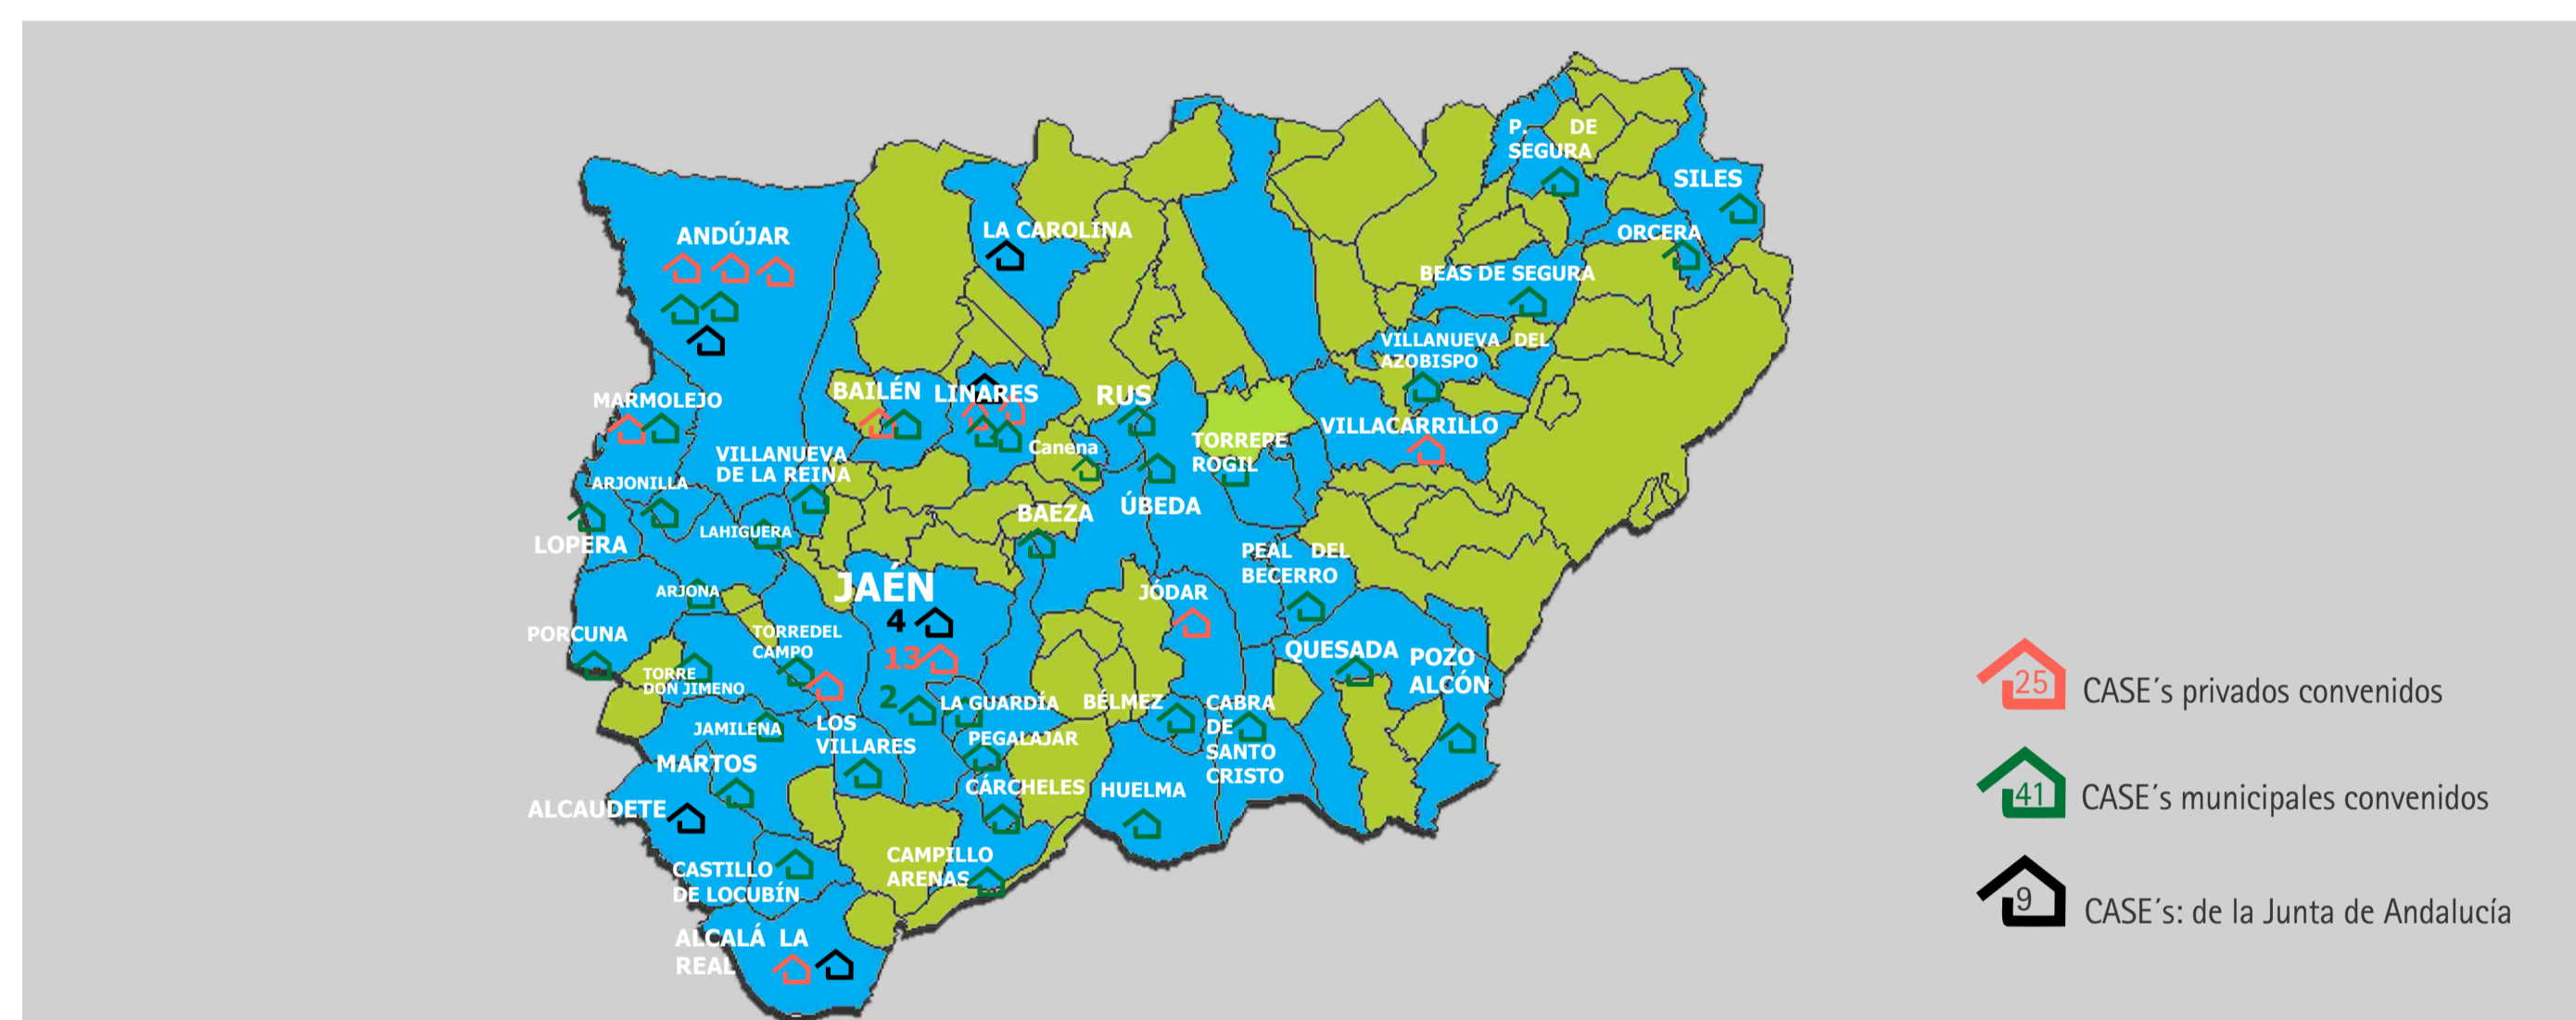 P. DE
SEGURA
SILES
ANDÚJAR
LA CAROLINA
ORCERA
BEAS DE SEGURA
VILLANUEVA DEL
AZOBISPO
MARMOLEJO
BAILÉN
LINARES
RUS
VILLACARRILLO
Canena
TORREPE
ROGIL
VILLANUEVA
DE LA REINA
ARJONILLA
ÚBEDA
BAEZA
LAHIGUERA
LOPERA
PEAL DEL
BECERRO
JAÉN
4
13
2
ARJONA
JÓDAR
PORCUNA
TORREDEL
CAMPO
QUESADA
POZO
ALCÓN
TORRE
DON JIMENO
LA GUARDÍA
BÉLMEZ
CABRA
DE
SANTO
CRISTO
JAMILENA
LOS
VILLARES
PEGALAJAR
MARTOS
CÁRCHELES
HUELMA
ALCAUDETE
CAMPILLO
ARENAS
CASTILLO
DE LOCUBÍN
ALCALÁ LA
REAL
25 CASE´s privados convenidos
41 CASE´s municipales convenidos
9 CASE´s: de la Junta de Andalucía